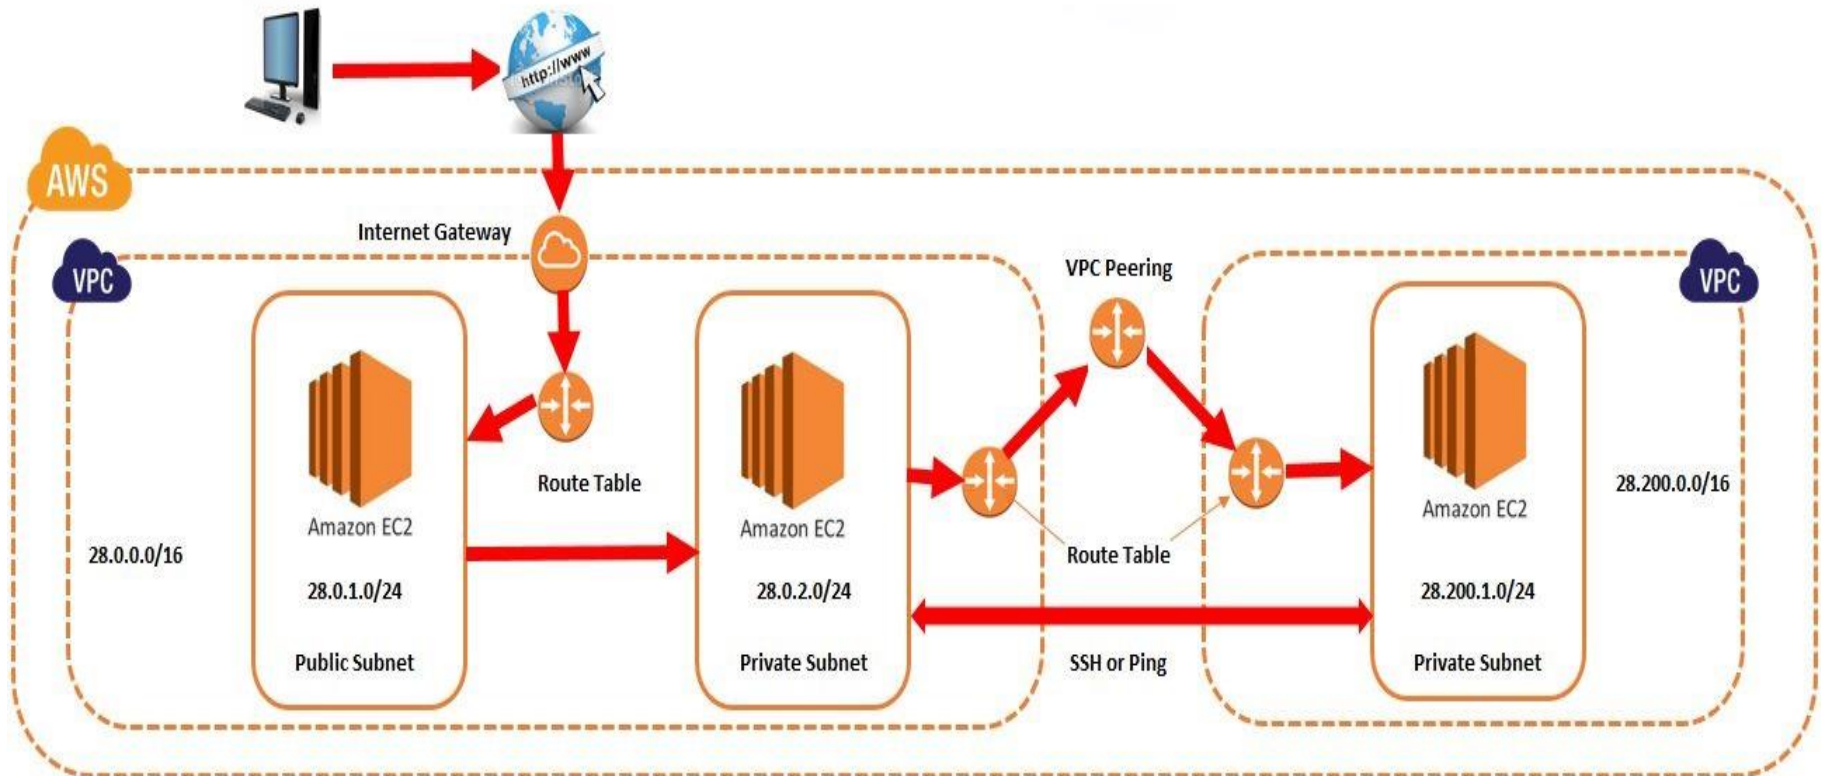 http://www
AWS
Internet Gateway
VPC
VPC Peering
VPC
Route Table
28.200.0.0/16
Amazon EC2
Amazon EC2
Amazon EC2
28.0.0.0/16
Route Table
28.0.1.0/24
28.0.2.0/24
28.200.1.0/24
Public Subnet
Private Subnet
SSH or Ping
Private Subnet